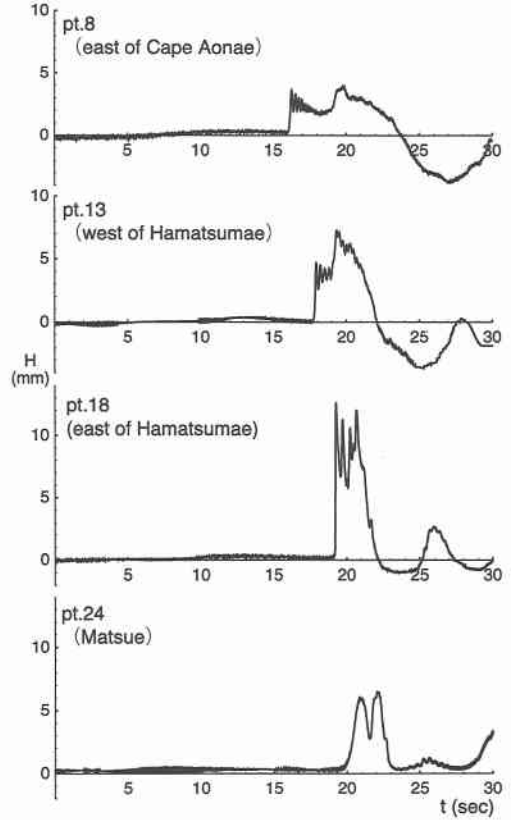 10
pt.8
(east of Cape Aonae)
5
0
5 10 15 20 25 30
10
pt.13
(west of Hamatsumae)
5
0
5 10 15 20 25 30
H
(mm)
pt.18
(east of Hamatsumae)
10
5
0
5 10 15 20 25 30
pt.24
(Matsue)
10
5
0
5 10 15 20 25 30
t (sec)